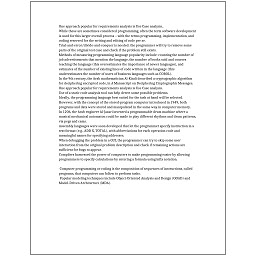 One approach popular for requirements analysis is Use Case analysis.
While these are sometimes considered programming, often the term software development
is used for this larger overall process – with the terms programming, implementation, and
coding reserved for the writing and editing of code per se.
Trial-and-error/divide-and-conquer is needed: the programmer will try to remove some
parts of the original test case and check if the problem still exists.
Methods of measuring programming language popularity include: counting the number of
job advertisements that mention the language, the number of books sold and courses
teaching the language (this overestimates the importance of newer languages), and
estimates of the number of existing lines of code written in the language (this
underestimates the number of users of business languages such as COBOL).
In the 9th century, the Arab mathematician Al-Kindi described a cryptographic algorithm
for deciphering encrypted code, in A Manuscript on Deciphering Cryptographic Messages.
One approach popular for requirements analysis is Use Case analysis.
Use of a static code analysis tool can help detect some possible problems.
Ideally, the programming language best suited for the task at hand will be selected.
However, with the concept of the stored-program computer introduced in 1949, both
programs and data were stored and manipulated in the same way in computer memory.
In 1206, the Arab engineer Al-Jazari invented a programmable drum machine where a
musical mechanical automaton could be made to play different rhythms and drum patterns,
via pegs and cams.
Assembly languages were soon developed that let the programmer specify instruction in a
text format (e.g., ADD X, TOTAL), with abbreviations for each operation code and
meaningful names for specifying addresses.
When debugging the problem in a GUI, the programmer can try to skip some user
interaction from the original problem description and check if remaining actions are
sufficient for bugs to appear.
Compilers harnessed the power of computers to make programming easier by allowing
programmers to specify calculations by entering a formula using infix notation.
Computer programming or coding is the composition of sequences of instructions, called
programs, that computers can follow to perform tasks.
Popular modeling techniques include Object-Oriented Analysis and Design (OOAD) and
Model-Driven Architecture (MDA).